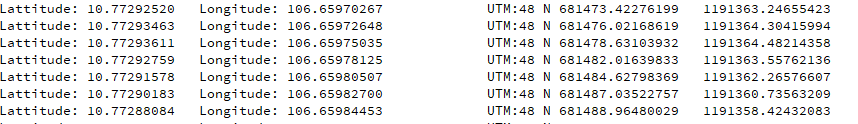 Lattitude: 10.77292520 Longitude: 106.65970267 UTM:48 N 681473.42276199 1191363.24655423
Lattitude: 10.77293463 Longitude: 106.65972648 UTM:48 N 681476.02168619 1191364.30415994
Lattitude: 10.77293611 Longitude: 106.65975035 UTM:48 N 681478.63103932 1191364.48214358
Lattitude: 10.77292759 Longitude: 106.65978125 UTM:48 N 681482.01639833 1191363.55762136
Lattitude: 10.77291578 Longitude: 106.65980507 UTM:48 N 681484.62798369 1191362.26576607
Lattitude: 10.77290183 Longitude: 106.65982700 UTM:48 N 681487.03522757 1191360.73563209
Lattitude: 10.77288084 Longitude: 106.65984453 UTM:48 N 681488.96480029 1191358.42432083